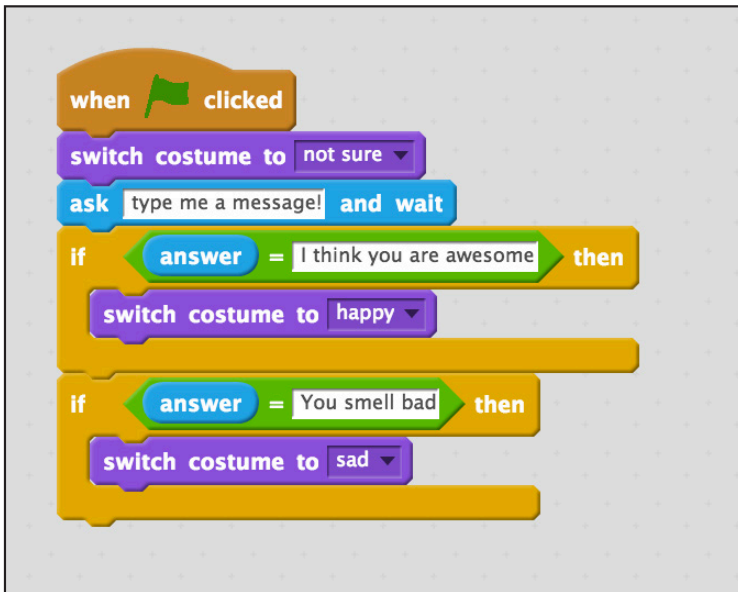 when clicked
switch costume to not sure
ask type me a message! and wait
if answer = I think you are awesome then
switch costume to happy
if answer = You smell bad then
switch costume to sad